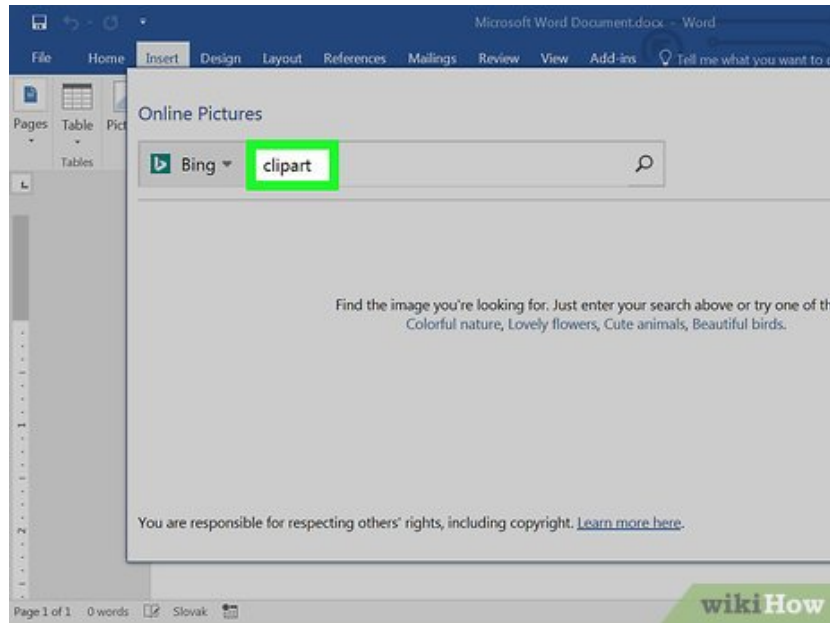 Microsoft Word Document.docx - Word
File Home Insert Design Layout References Mailings Review View Add-ins Tell me what you want to
Pages Table
Tables
Online Pictures
Bing clipart
Find the image you're looking for. Just enter your search above or try one of
Colorful nature, Lovely flowers, Cute animals, Beautiful birds.
You are responsible for respecting others' rights, including copyright. Learn more here.
Page 1 of 1 0 words Slovak
wikiHow